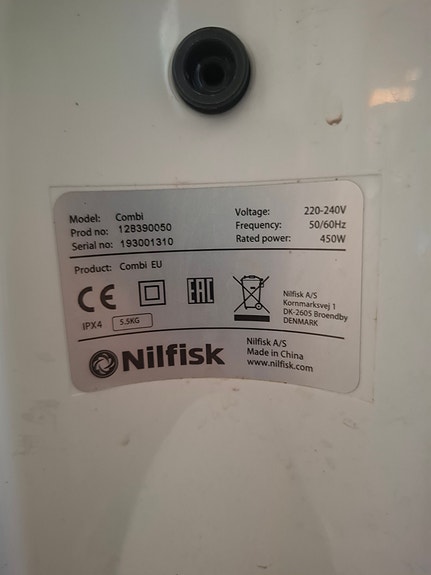 Model: Combi
Prod no: 128390050
Serial no: 193001310
Voltage: 220-240V
Frequency: 50/60Hz
Rated power: 450W
Product: Combi EU
CE
EAC
Nilfisk A/S
Kornmarksvej 1
DK-2605 Broendby
DENMARK
IPX4 5.5KG
Nilfisk
Nilfisk A/S
Made in China
www.nilfisk.com